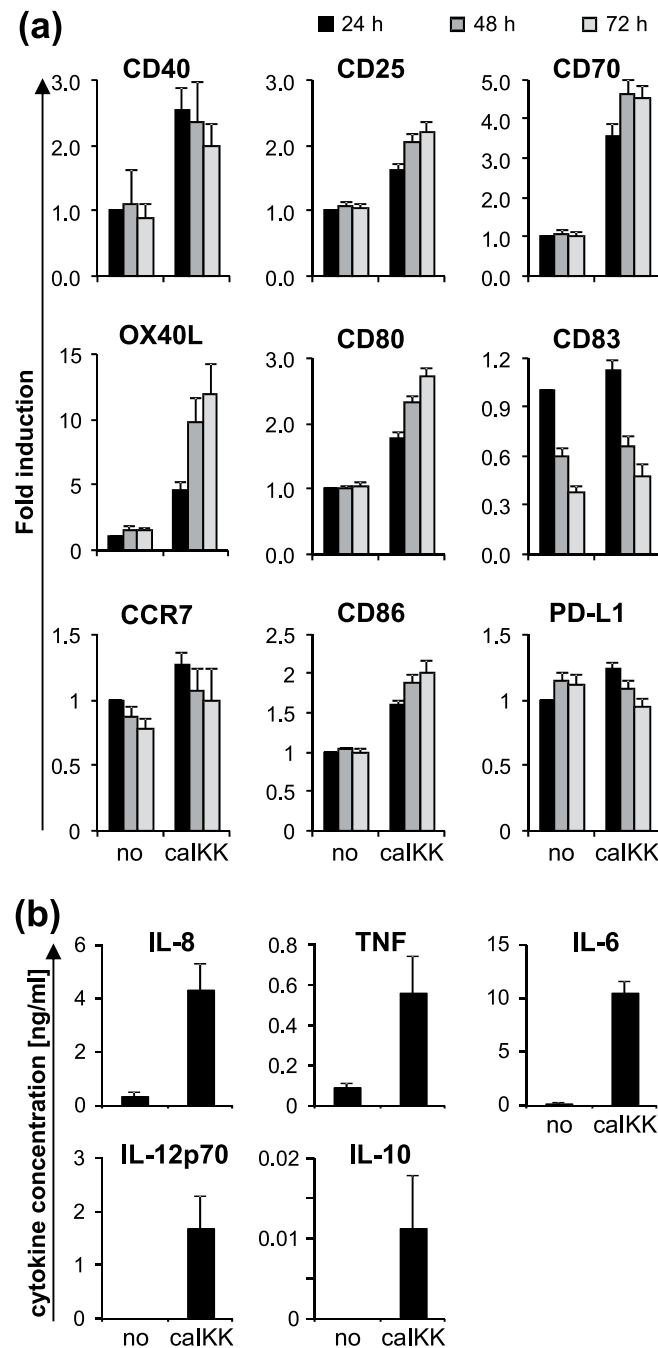 (a)
24 h 48 h 72 h
CD40 CD25 CD70
3.0 2.0 1.0 0.0
3.0 2.0 1.0 0.0
5.0 4.0 3.0 2.0 1.0 0.0
OX40L CD80 CD83
15 10 5 0
3.0 2.0 1.0 0.0
1.2 0.9 0.6 0.3 0.0
Fold induction
CCR7 CD86 PD-L1
1.5 1 0.5 0
2.5 2 1.5 1 0.5 0
1.5 1 0.5 0
no caIKK no caIKK no caIKK
(b)
IL-8 TNF IL-6
6 4 2 0
0.8 0.6 0.4 0.2 0
15 10 5 0
no caIKK
cytokine concentration [ng/ml]
IL-12p70 IL-10
3 2 1 0
0.02 0.01 0.00
no caIKK no caIKK